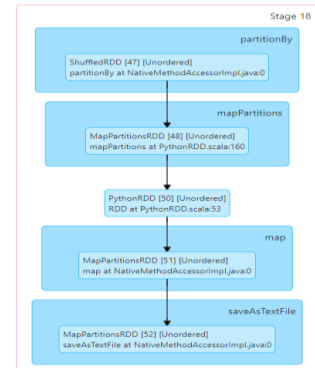 Stage 18
partitionBy
ShuffledRDD [47] [Unordered]
partitionBy at NativeMethodAccessorImpl.java:0
mapPartitions
MapPartitionsRDD [48] [Unordered]
mapPartitions at PythonRDD.scala:160
PythonRDD [50] [Unordered]
RDD at PythonRDD.scala:53
map
MapPartitionsRDD [51] [Unordered]
map at NativeMethodAccessorImpl.java:0
saveAsTextFile
MapPartitionsRDD [52] [Unordered]
saveAsTextFile at NativeMethodAccessorImpl.java:0